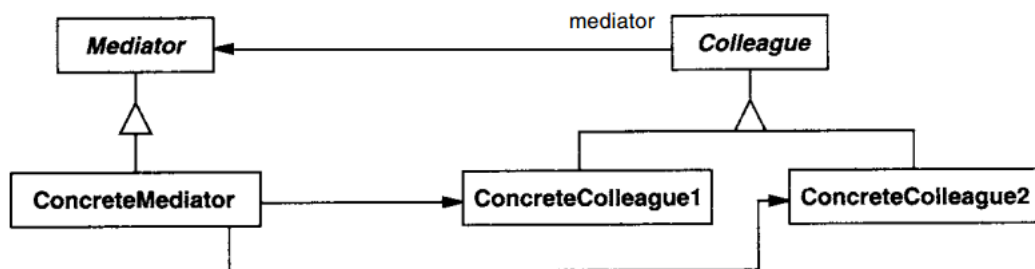 Mediator
mediator
Colleague
ConcreteMediator
ConcreteColleague1
ConcreteColleague2